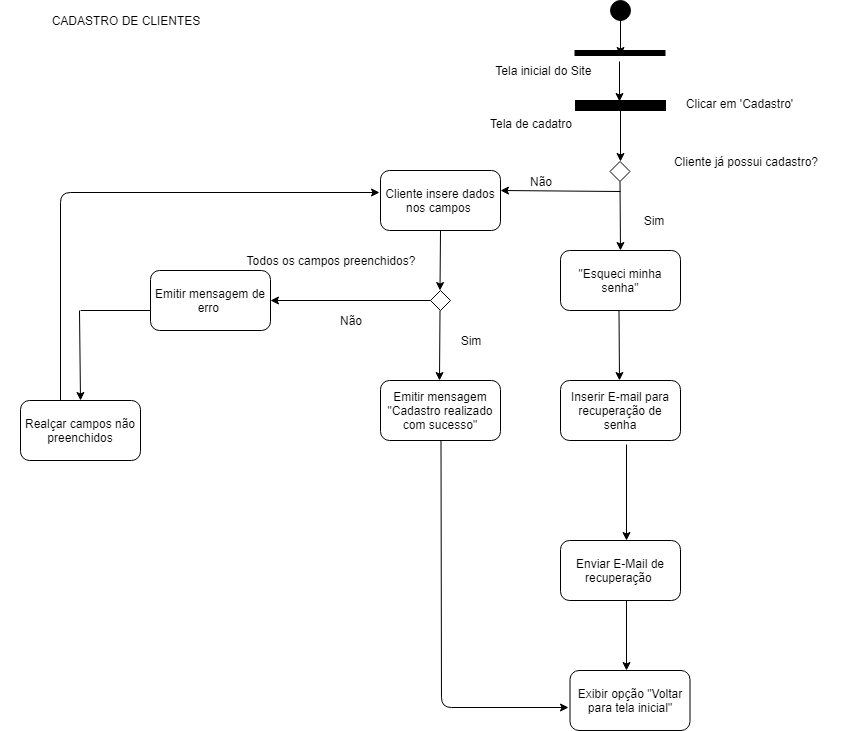 CADASTRO DE CLIENTES
Tela inicial do Site
Clicar em 'Cadastro'
Tela de cadatro
Cliente já possui cadastro?
Não
Sim
Cliente insere dados
nos campos
Todos os campos preenchidos?
"Esqueci minha
senha"
Emitir mensagem de
erro
Não
Sim
Emitir mensagem
"Cadastro realizado
com sucesso"
Inserir E-mail para
recuperação de
senha
Realçar campos não
preenchidos
Enviar E-Mail de
recuperação
Exibir opção "Voltar
para tela inicial"